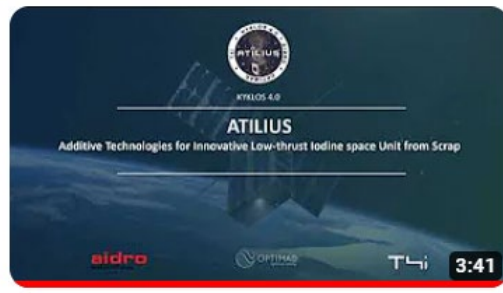 ATILIUS
KYKLOS 4.0
ATILIUS
Additive Technologies for Innovative Low-thrust Iodine space Unit from Scrap
aidro
OPTIMAD
T4i
3:41